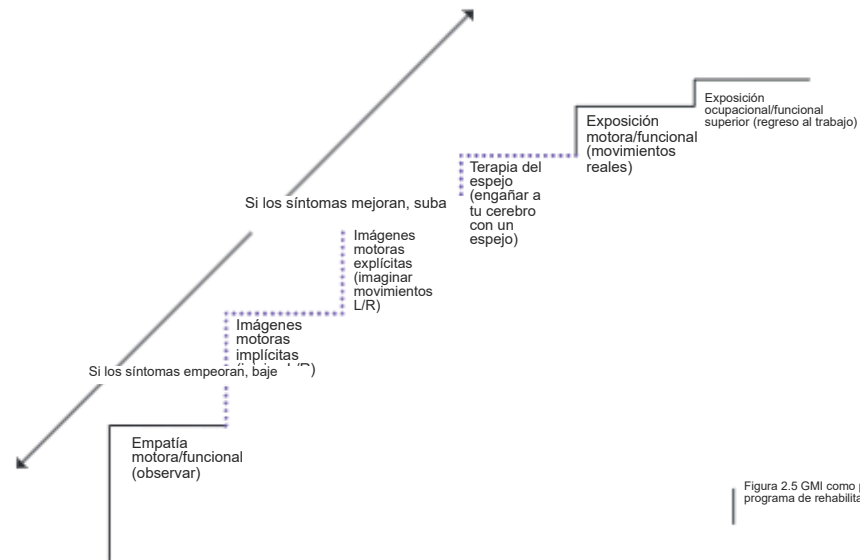 Exposición
ocupacional/funcional
superior (regreso al trabajo)
Exposición
motora/funcional
(movimientos
reales)
Terapia del
espejo
(engañar a
tu cerebro
con un
espejo)
Si los síntomas mejoran, suba
Imágenes
motoras
explícitas
(imaginar
movimientos
L/R)
Imágenes
motoras
implícitas
Si los síntomas empeoran, baje
Empatía
motora/funcional
(observar)
Figura 2.5 GMI como
programa de